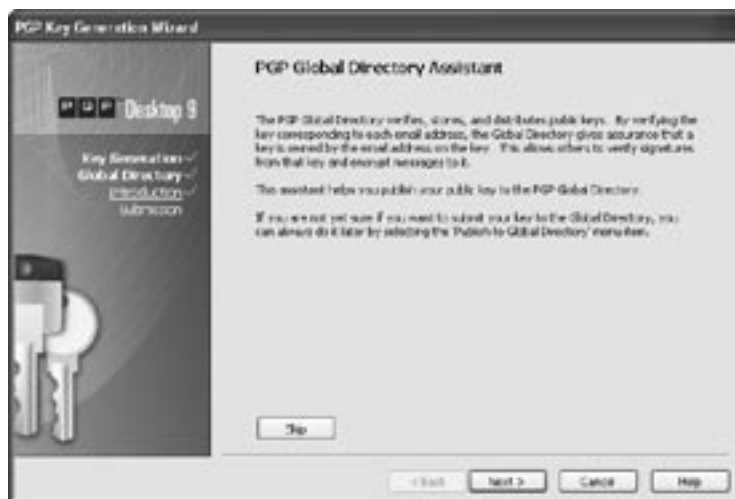 PGP Key Generation Wizard
PGP Desktop 9
Key Generation
Global Directory
Introduction
Submission
PGP Global Directory Assistant
The PGP Global Directory verifies, stores, and distributes public keys. By verifying the
key corresponding to each email address, the Global Directory gives assurance that a
key is owned by the email address on the key. This allows others to verify signatures
from that key and encrypt messages to it.
This assistant helps you publish your public key to the PGP Global Directory.
If you are not yet sure if you want to submit your key to the Global Directory, you
can always do it later by selecting the 'Publish to Global Directory' menu item.
Skip
< Back
Next >
Cancel
Help